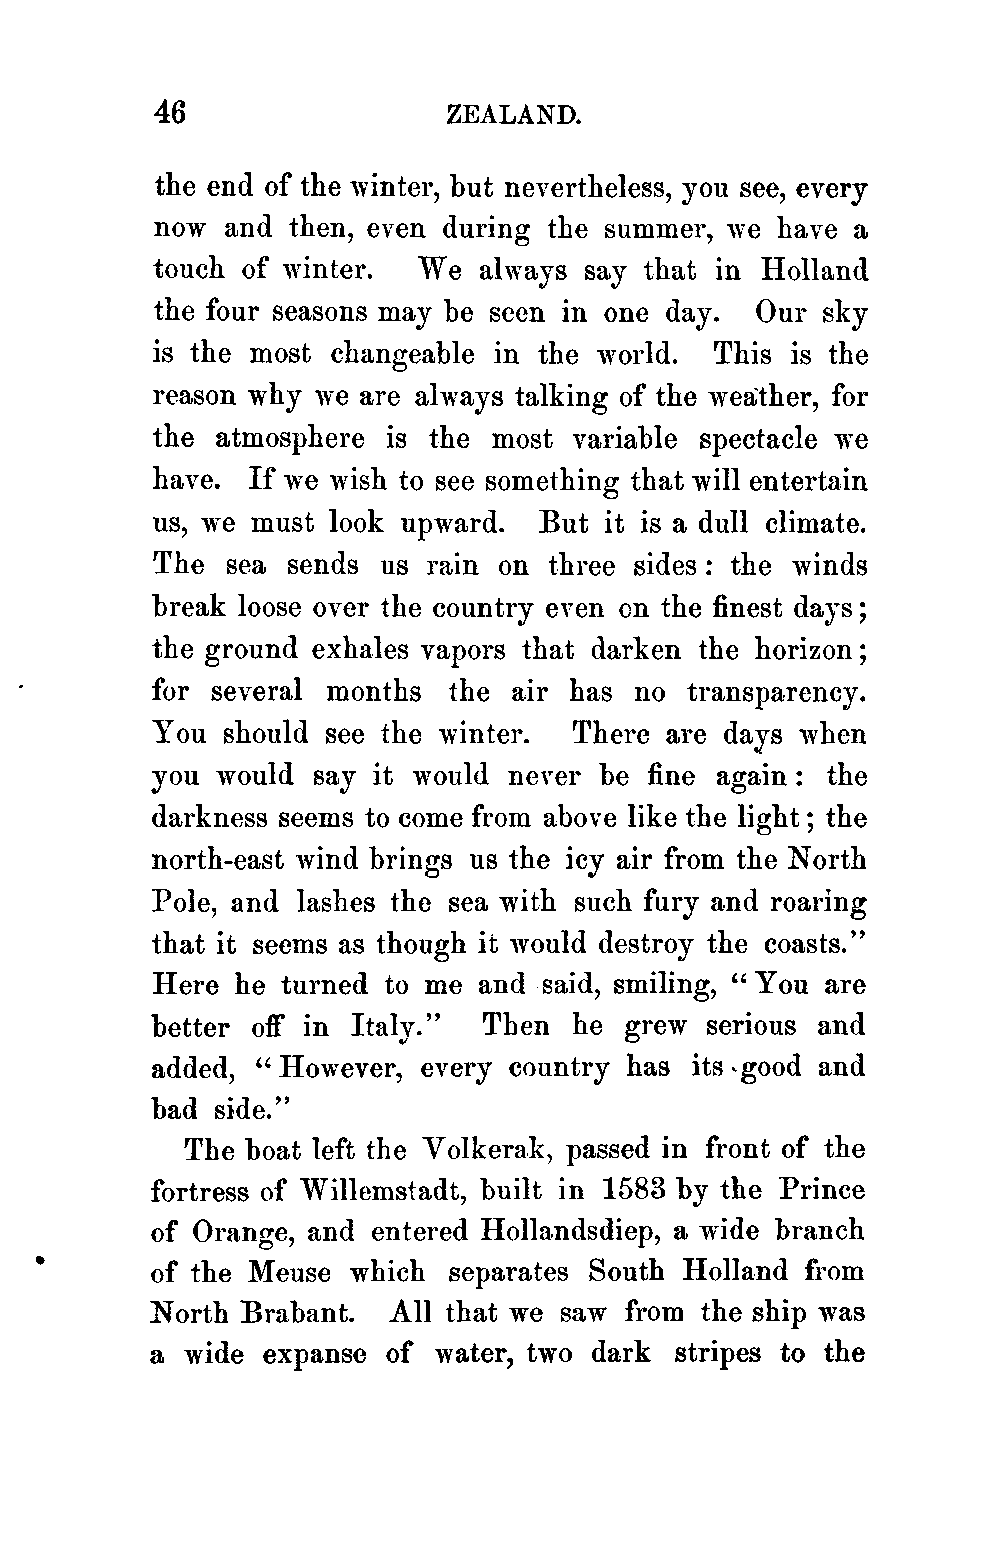 46 ZEALAND.
the end of the winter, but nevertheless, you see, every
now and then, even during the summer, we have a
touch of winter. We always say that in Holland
the four seasons may be seen in one day. Our sky
is the most changeable in the world. This is the
reason why we are always talking of the weather, for
the atmosphere is the most variable spectacle we
have. If we wish to see something that will entertain
us, we must look upward. But it is a dull climate.
The sea sends us rain on three sides: the winds
break loose over the country even on the finest days;
the ground exhales vapors that darken the horizon;
for several months the air has no transparency.
You should see the winter. There are days when
you would say it would never be fine again: the
darkness seems to come from above like the light; the
north-east wind brings us the icy air from the North
Pole, and lashes the sea with such fury and roaring
that it seems as though it would destroy the coasts."
Here he turned to me and said, smiling, "You are
better off in Italy." Then he grew serious and
added, "However, every country has its good and
bad side."
The boat left the Volkerak, passed in front of the
fortress of Willemstadt, built in 1583 by the Prince
of Orange, and entered Hollandsdiep, a wide branch
of the Meuse which separates South Holland from
North Brabant. All that we saw from the ship was
a wide expanse of water, two dark stripes to the